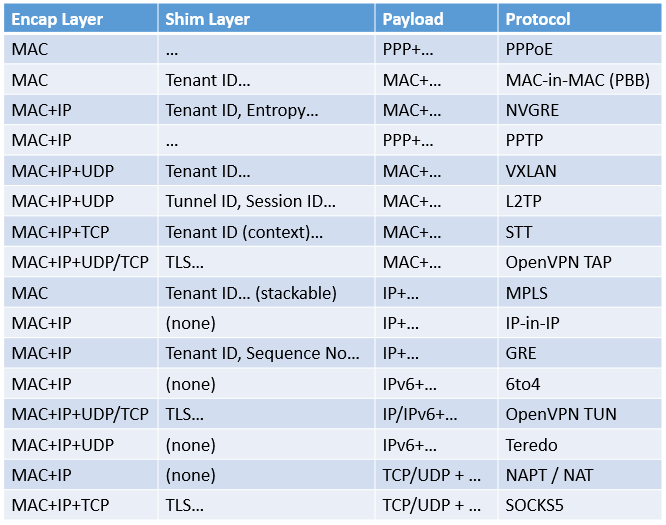 Encap Layer Shim Layer Payload Protocol
MAC ... PPP+... PPPoE
MAC Tenant ID... MAC+... MAC-in-MAC (PBB)
MAC+IP Tenant ID, Entropy... MAC+... NVGRE
MAC+IP ... PPP+... PPTP
MAC+IP+UDP Tenant ID... MAC+... VXLAN
MAC+IP+UDP Tunnel ID, Session ID... MAC+... L2TP
MAC+IP+TCP Tenant ID (context)... MAC+... STT
MAC+IP+UDP/TCP TLS... MAC+... OpenVPN TAP
MAC Tenant ID... (stackable) IP+... MPLS
MAC+IP (none) IP+... IP-in-IP
MAC+IP Tenant ID, Sequence No... IP+... GRE
MAC+IP (none) IPv6+... 6to4
MAC+IP+UDP/TCP TLS... IP/IPv6+... OpenVPN TUN
MAC+IP+UDP (none) IPv6+... Teredo
MAC+IP (none) TCP/UDP + ... NAPT / NAT
MAC+IP+TCP TLS... TCP/UDP + ... SOCKS5